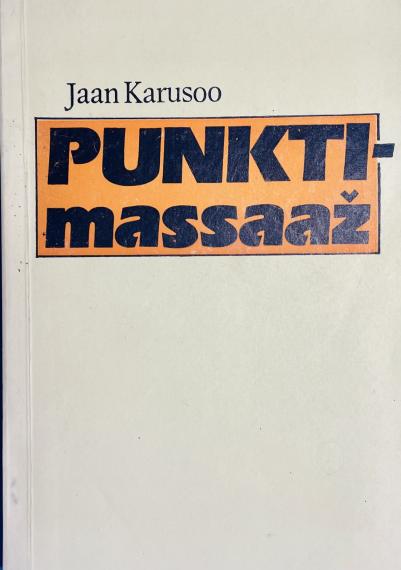 Jaan Karusoo
PUNKTI-
massaaž